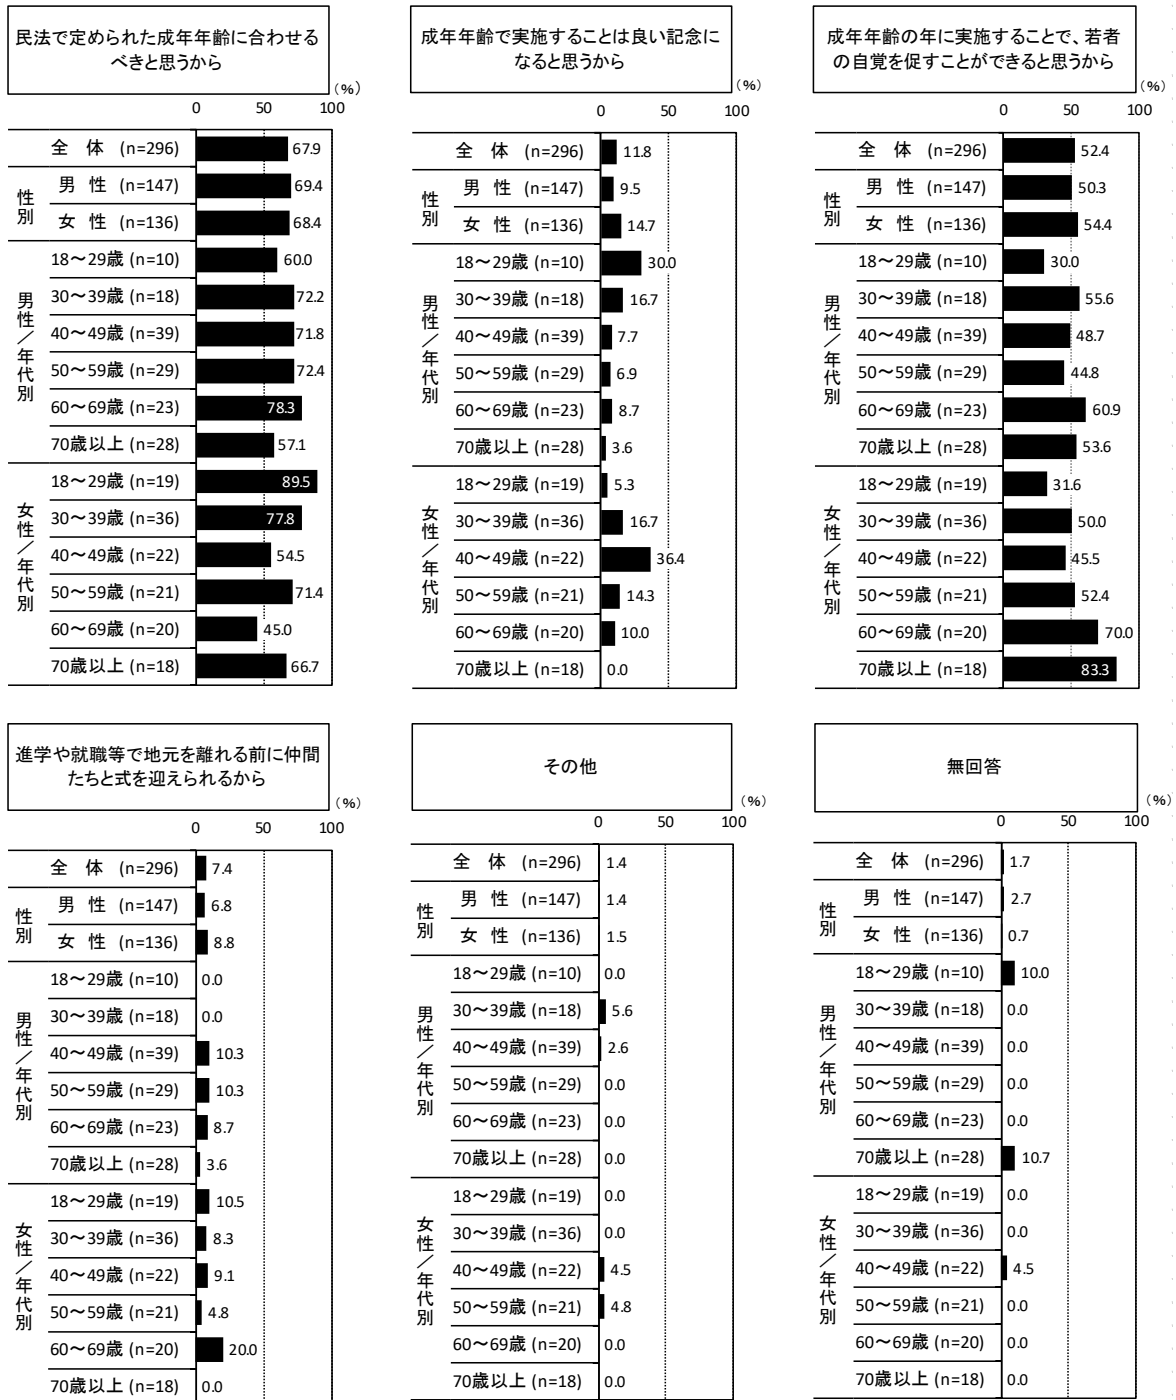 民法で定められた成年年齢に合わせる
べきと思うから
(%)
0 50 100
全 体 (n=296) 67.9
性別
男 性 (n=147) 69.4
女 性 (n=136) 68.4
男性／年代別
18～29歳 (n=10) 60.0
30～39歳 (n=18) 72.2
40～49歳 (n=39) 71.8
50～59歳 (n=29) 72.4
60～69歳 (n=23) 78.3
70歳以上 (n=28) 57.1
女性／年代別
18～29歳 (n=19) 89.5
30～39歳 (n=36) 77.8
40～49歳 (n=22) 54.5
50～59歳 (n=21) 71.4
60～69歳 (n=20) 45.0
70歳以上 (n=18) 66.7
成年年齢で実施することは良い記念に
なると思うから
(%)
0 50 100
全 体 (n=296) 11.8
性別
男 性 (n=147) 9.5
女 性 (n=136) 14.7
男性／年代別
18～29歳 (n=10) 30.0
30～39歳 (n=18) 16.7
40～49歳 (n=39) 7.7
50～59歳 (n=29) 6.9
60～69歳 (n=23) 8.7
70歳以上 (n=28) 3.6
女性／年代別
18～29歳 (n=19) 5.3
30～39歳 (n=36) 16.7
40～49歳 (n=22) 36.4
50～59歳 (n=21) 14.3
60～69歳 (n=20) 10.0
70歳以上 (n=18) 0.0
成年年齢の年に実施することで、若者
の自覚を促すことができると思うから
(%)
0 50 100
全 体 (n=296) 52.4
性別
男 性 (n=147) 50.3
女 性 (n=136) 54.4
男性／年代別
18～29歳 (n=10) 30.0
30～39歳 (n=18) 55.6
40～49歳 (n=39) 48.7
50～59歳 (n=29) 44.8
60～69歳 (n=23) 60.9
70歳以上 (n=28) 53.6
女性／年代別
18～29歳 (n=19) 31.6
30～39歳 (n=36) 50.0
40～49歳 (n=22) 45.5
50～59歳 (n=21) 52.4
60～69歳 (n=20) 70.0
70歳以上 (n=18) 83.3
進学や就職等で地元を離れる前に仲間
たちと式を迎えられるから
(%)
0 50 100
全 体 (n=296) 7.4
性別
男 性 (n=147) 6.8
女 性 (n=136) 8.8
男性／年代別
18～29歳 (n=10) 0.0
30～39歳 (n=18) 0.0
40～49歳 (n=39) 10.3
50～59歳 (n=29) 10.3
60～69歳 (n=23) 8.7
70歳以上 (n=28) 3.6
女性／年代別
18～29歳 (n=19) 10.5
30～39歳 (n=36) 8.3
40～49歳 (n=22) 9.1
50～59歳 (n=21) 4.8
60～69歳 (n=20) 20.0
70歳以上 (n=18) 0.0
その他
(%)
0 50 100
全 体 (n=296) 1.4
性別
男 性 (n=147) 1.4
女 性 (n=136) 1.5
男性／年代別
18～29歳 (n=10) 0.0
30～39歳 (n=18) 5.6
40～49歳 (n=39) 2.6
50～59歳 (n=29) 0.0
60～69歳 (n=23) 0.0
70歳以上 (n=28) 0.0
女性／年代別
18～29歳 (n=19) 0.0
30～39歳 (n=36) 0.0
40～49歳 (n=22) 4.5
50～59歳 (n=21) 4.8
60～69歳 (n=20) 0.0
70歳以上 (n=18) 0.0
無回答
(%)
0 50 100
全 体 (n=296) 1.7
性別
男 性 (n=147) 2.7
女 性 (n=136) 0.7
男性／年代別
18～29歳 (n=10) 10.0
30～39歳 (n=18) 0.0
40～49歳 (n=39) 0.0
50～59歳 (n=29) 0.0
60～69歳 (n=23) 0.0
70歳以上 (n=28) 10.7
女性／年代別
18～29歳 (n=19) 0.0
30～39歳 (n=36) 0.0
40～49歳 (n=22) 4.5
50～59歳 (n=21) 0.0
60～69歳 (n=20) 0.0
70歳以上 (n=18) 0.0